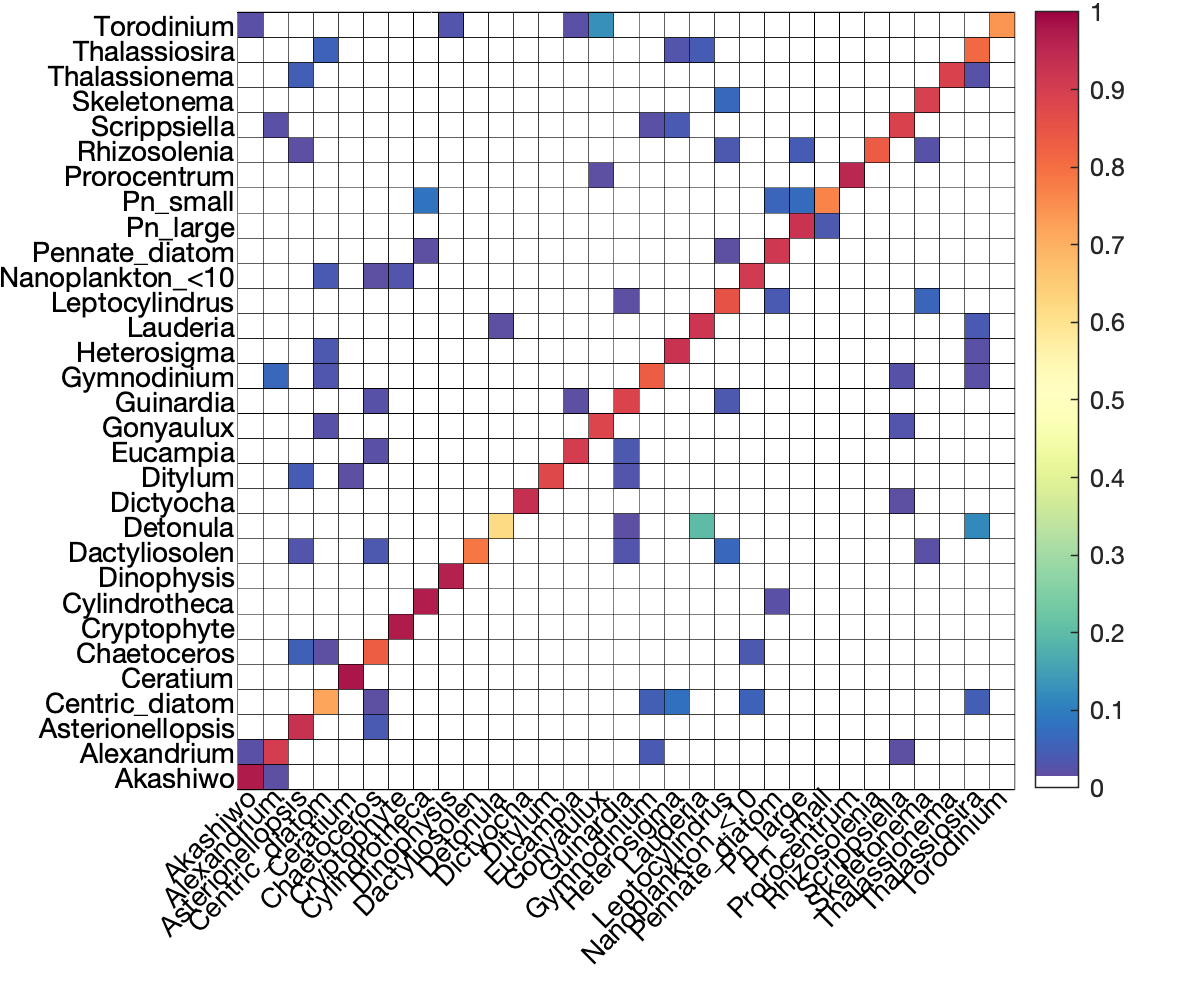 Torodinium
Thalassiosira
Thalassionema
Skeletonema
Scrippsiella
Rhizosolenia
Prorocentrum
Pn_small
Pn_large
Pennate_diatom
Nanoplankton_<10
Leptocylindrus
Lauderia
Heterosigma
Gymnodinium
Guinardia
Gonyaulux
Eucampia
Ditylum
Dictyocha
Detonula
Dactyliosolen
Dinophysis
Cylindrotheca
Cryptophyte
Chaetoceros
Ceratium
Centric_diatom
Asterionellopsis
Alexandrium
Akashiwo
Akashiwo
Alexandrium
Asterionellopsis
Centric_diatom
Ceratium
Chaetoceros
Cryptophyte
Cylindrotheca
Dinophysis
Dactyliosolen
Detonula
Dictyocha
Ditylum
Eucampia
Gonyaulux
Guinardia
Gymnodinium
Heterosigma
Lauderia
Leptocylindrus
Nanoplankton_<10
Pennate_diatom
Pn_large
Pn_small
Prorocentrum
Rhizosolenia
Scrippsiella
Skeletonema
Thalassionema
Thalassiosira
Torodinium
1
0.9
0.8
0.7
0.6
0.5
0.4
0.3
0.2
0.1
0